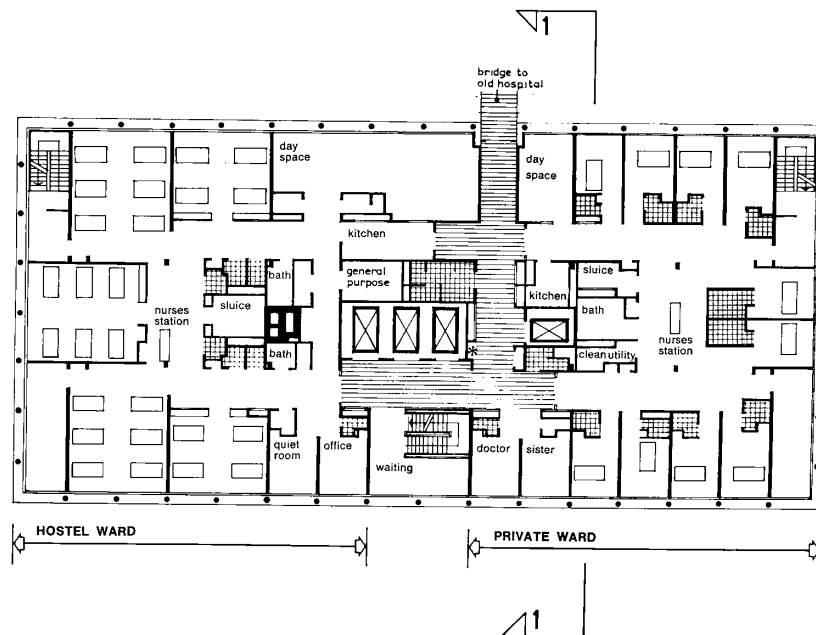 1
bridge to
old hospital
day
space
day
space
kitchen
general
purpose
bath
sluice
kitchen
sluice
bath
nurses
station
nurses
station
bath
clean utility
*
quiet
room
office
waiting
doctor
sister
HOSTEL WARD
PRIVATE WARD
1